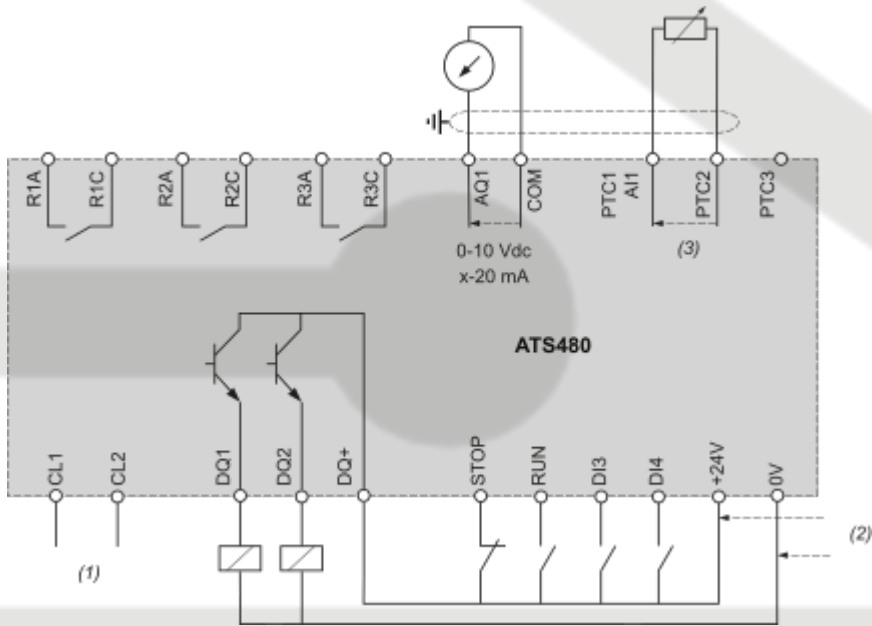 R1A R1C R2A R2C R3A R3C AQ1 COM PTC1 AI1 PTC2 PTC3
0-10 Vdc
x-20 mA
(3)
ATS480
CL1 CL2 DQ1 DQ2 DQ+ STOP RUN DI3 DI4 +24V 0V
(1)
(2)